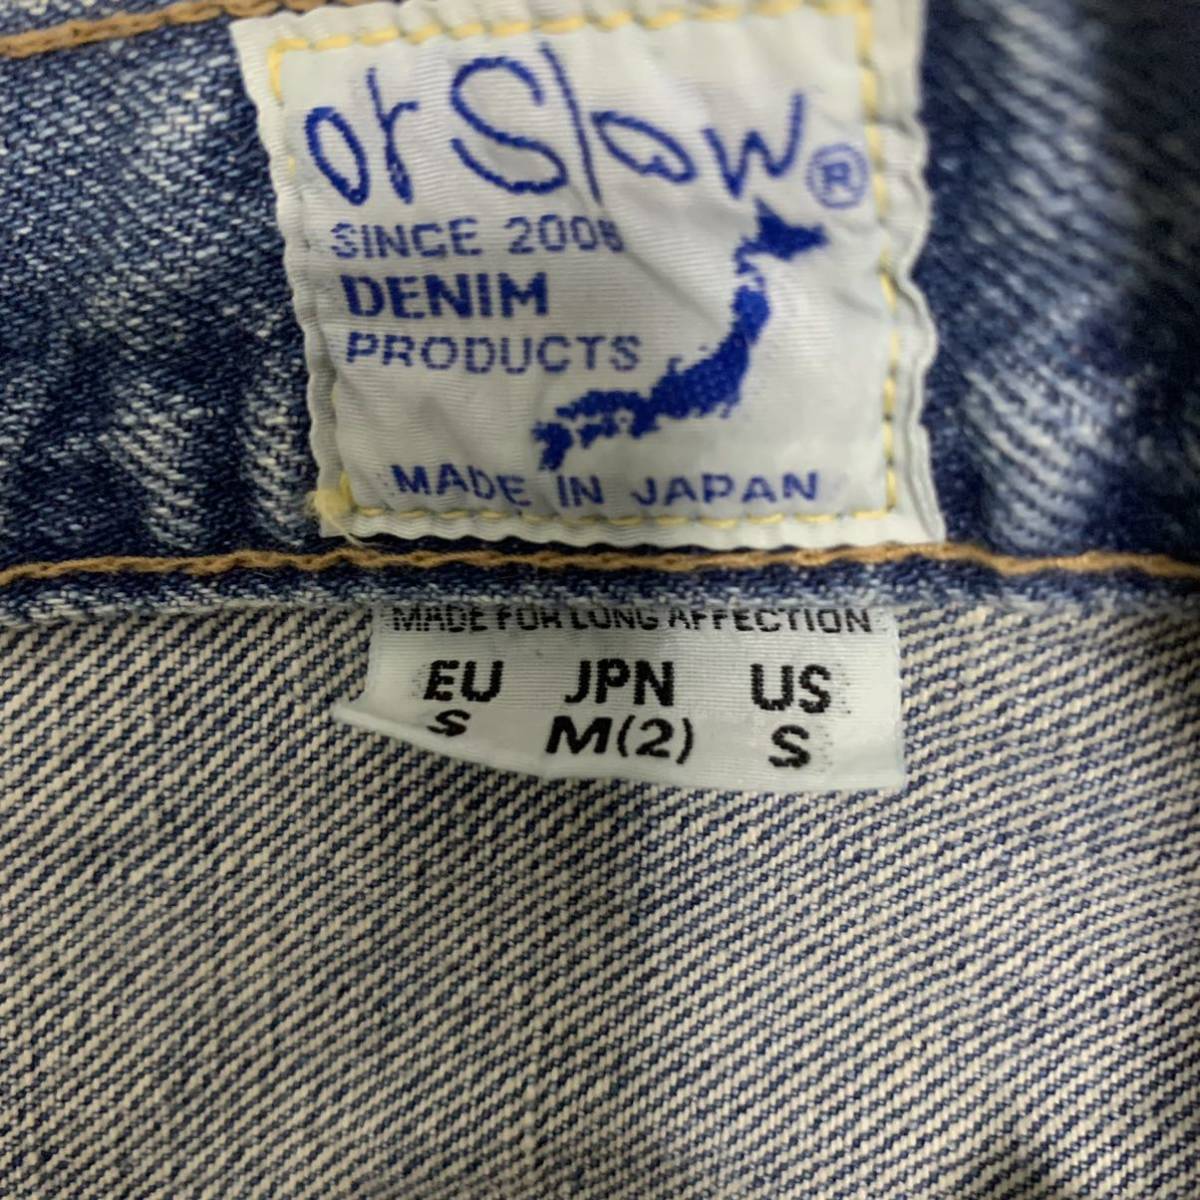 orSlow®
SINCE 2005
DENIM
PRODUCTS
MADE IN JAPAN
MADE FOR LONG AFFECTION
EU JPN US
S M(2) S